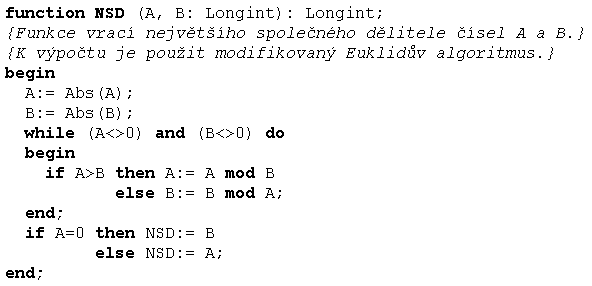 function NSD (A, B: Longint): Longint;
{Funkce vrací největšího společného dělitele čísel A a B.}
{K výpočtu je použit modifikovaný Euklidův algoritmus.}
begin
A:= Abs(A);
B:= Abs(B);
while (A<>0) and (B<>0) do
begin
if A>B then A:= A mod B
else B:= B mod A;
end;
if A=0 then NSD:= B
else NSD:= A;
end;